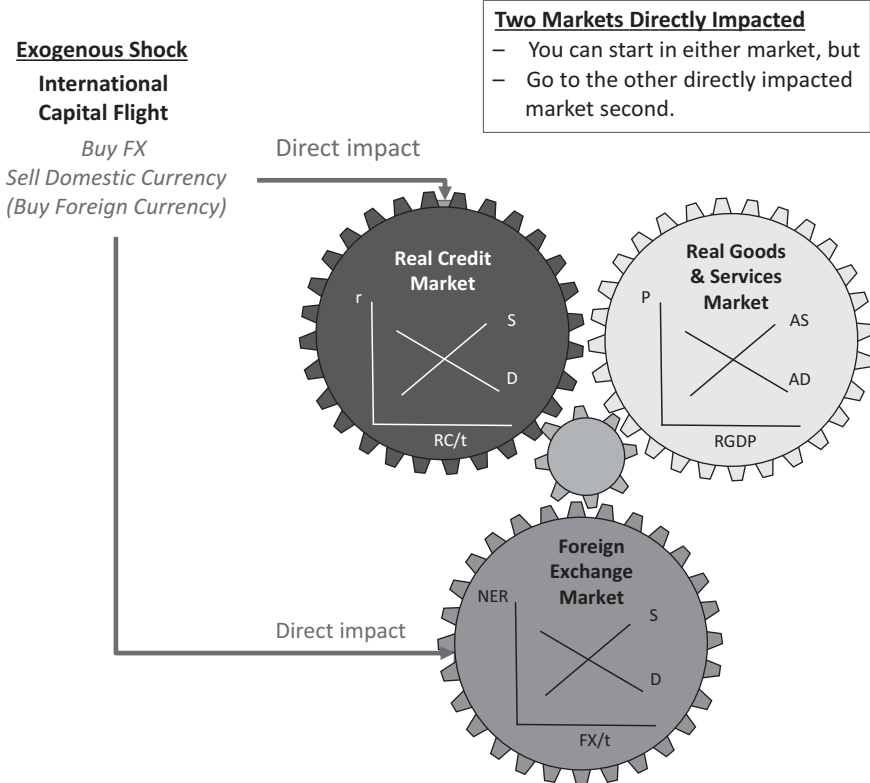 Two Markets Directly Impacted
– You can start in either market, but
– Go to the other directly impacted
market second.
Exogenous Shock
International
Capital Flight
Buy FX
Sell Domestic Currency
(Buy Foreign Currency)
Direct impact
Real Credit
Market
r
S
D
RC/t
Real Goods
& Services
Market
P
AS
AD
RGDP
Foreign
Exchange
Market
NER
S
D
FX/t
Direct impact